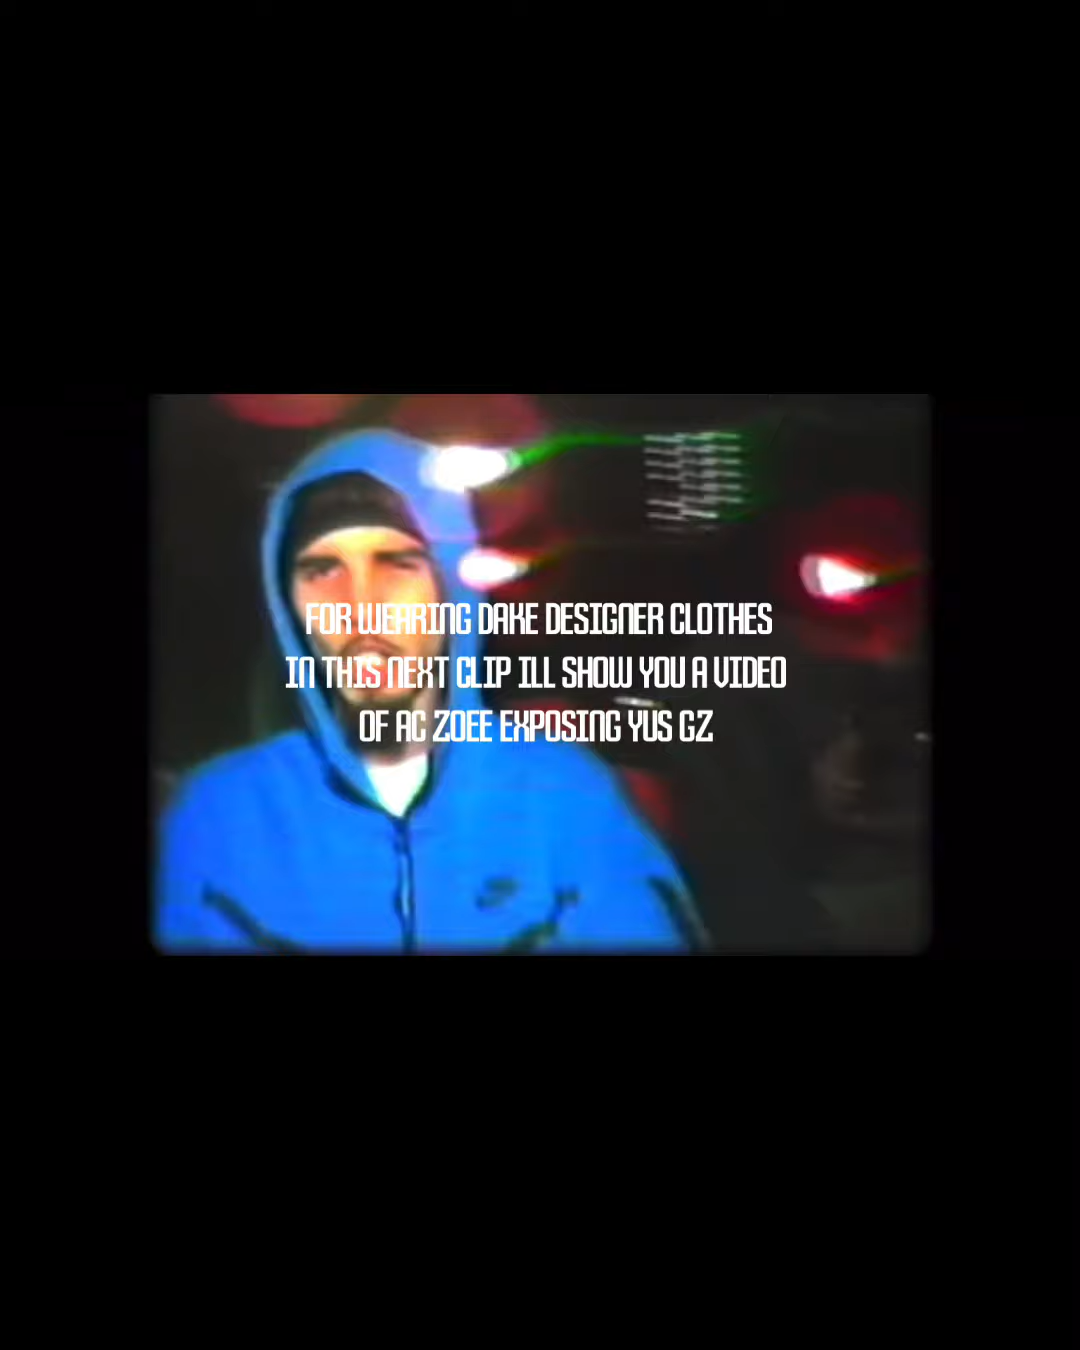 FOR WEARING DAKE DESIGNER CLOTHES
IN THIS NEXT CLIP ILL SHOW YOU A VIDEO
OF AC ZOEE EXPOSING YUS GZ